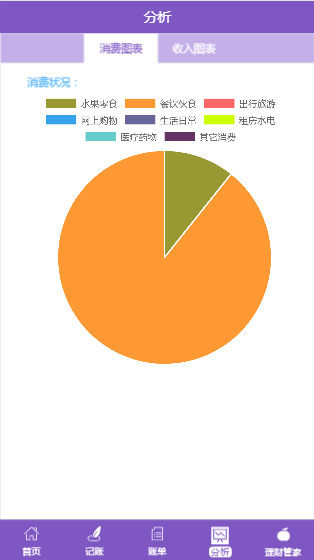 分析
消费图表 收入图表
消费状况：
水果零食 餐饮伙食 出行旅游
网上购物 生活日常 租房水电
医疗药物 其它消费
首页 记账 账单 分析 理财管家